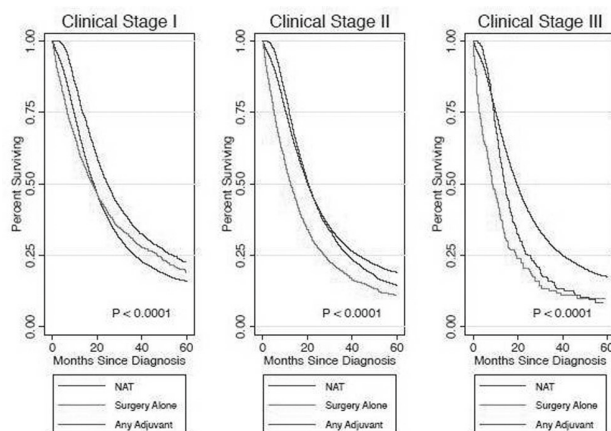 Clinical Stage I
Clinical Stage II
Clinical Stage III
Percent Surviving
1.00
0.75
0.50
0.25
0.00
P < 0.0001
0 20 40 60
Months Since Diagnosis
NAT
Surgery Alone
Any Adjuvant
Percent Surviving
1.00
0.75
0.50
0.25
0.00
P < 0.0001
0 20 40 60
Months Since Diagnosis
NAT
Surgery Alone
Any Adjuvant
Percent Surviving
1.00
0.75
0.50
0.25
0.00
P < 0.0001
0 20 40 60
Months Since Diagnosis
NAT
Surgery Alone
Any Adjuvant